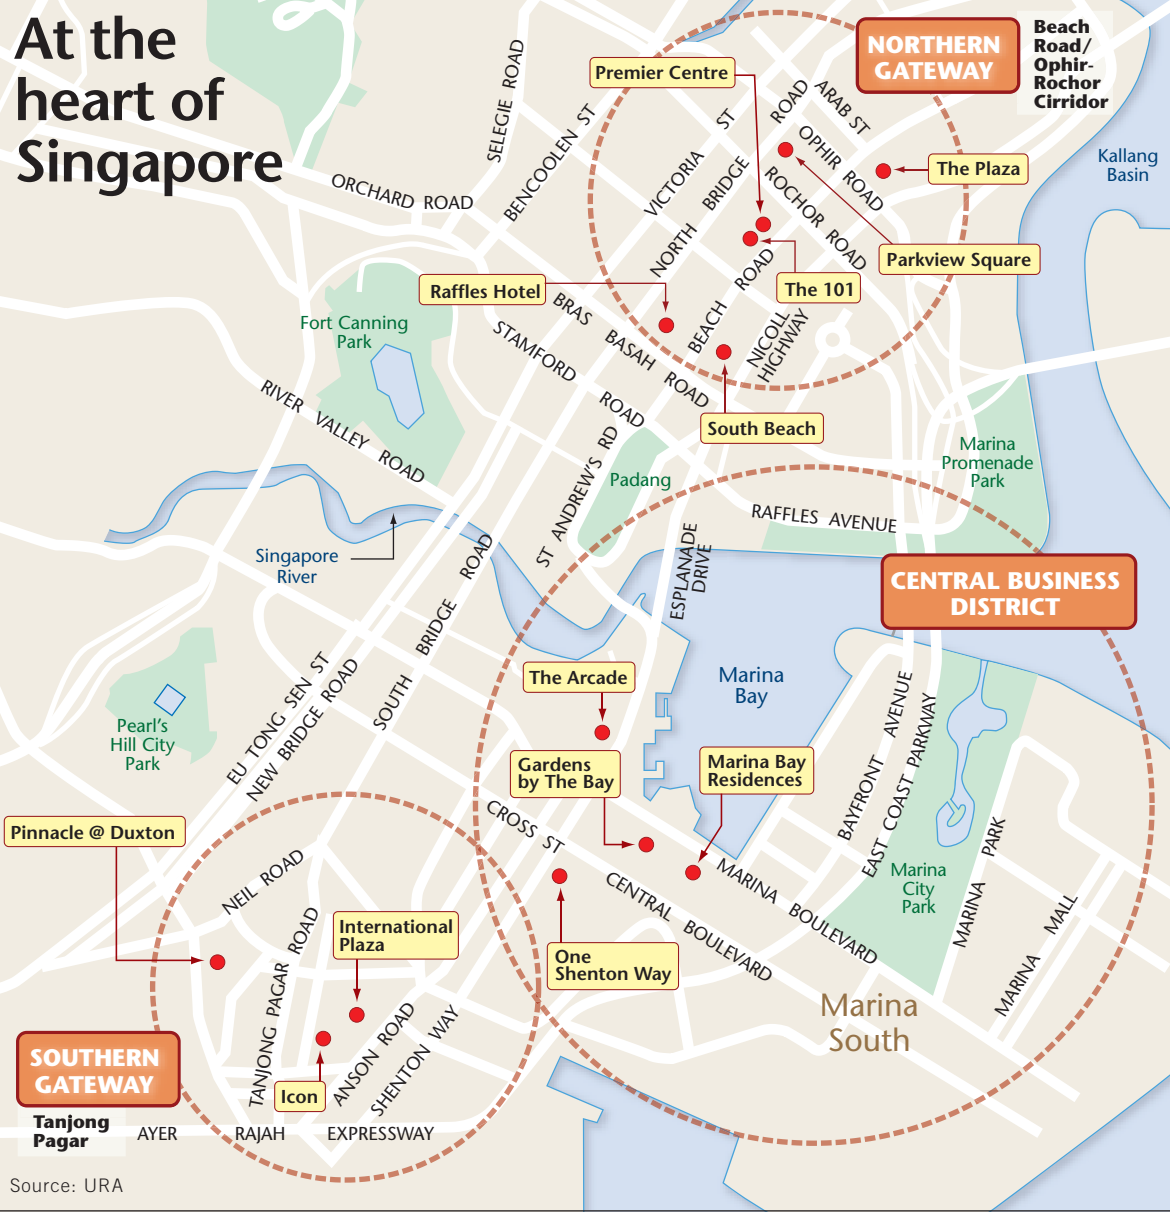 At the
heart of
Singapore
NORTHERN
GATEWAY
Beach
Road/
Ophir-
Rochor
Cirridor
Premier Centre
SELEGIE ROAD
BENCOOLEN ST
VICTORIA ST
NORTH BRIDGE ROAD
ARAB ST
OPHIR ROAD
ROCHOR ROAD
The Plaza
Kallang
Basin
ORCHARD ROAD
Parkview Square
Raffles Hotel
The 101
BEACH ROAD
NICOLL
HIGHWAY
BRAS BASAH ROAD
STAMFORD ROAD
Fort Canning
Park
RIVER VALLEY ROAD
South Beach
ST ANDREW'S RD
Padang
Marina
Promenade
Park
RAFFLES AVENUE
Singapore
River
ESPLANADE
DRIVE
CENTRAL BUSINESS
DISTRICT
SOUTH BRIDGE ROAD
EU TONG SEN ST
NEW BRIDGE ROAD
The Arcade
Marina
Bay
Pearl's
Hill City
Park
Gardens
by The Bay
Marina Bay
Residences
BAYFRONT AVENUE
EAST COAST PARKWAY
Pinnacle @ Duxton
CROSS ST
NEIL ROAD
CENTRAL BOULEVARD
MARINA BOULEVARD
Marina
City
Park
MARINA PARK
MARINA MALL
International
Plaza
One
Shenton Way
TANJONG PAGAR ROAD
ANSON ROAD
SHENTON WAY
Marina
South
SOUTHERN
GATEWAY
Icon
Tanjong
Pagar
AYER RAJAH EXPRESSWAY
Source: URA